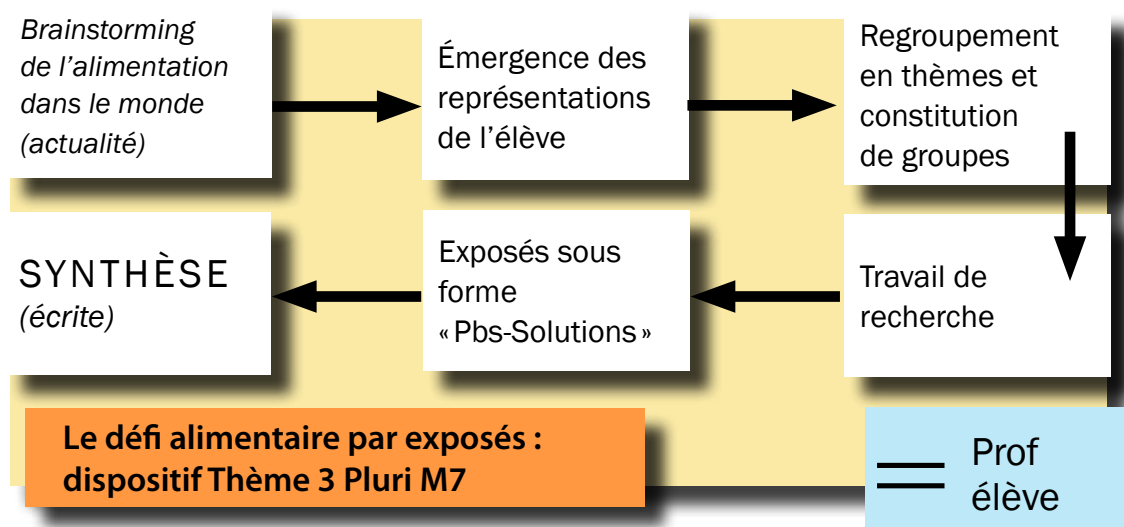 Brainstorming
de l’alimentation
dans le monde
(actualité)
Émergence des
représentations
de l’élève
Regroupement
en thèmes et
constitution
de groupes
Travail de
recherche
Exposés sous
forme
«Pbs-Solutions»
SYNTHÈSE
(écrite)
Le défi alimentaire par exposés :
dispositif Thème 3 Pluri M7
Prof
élève